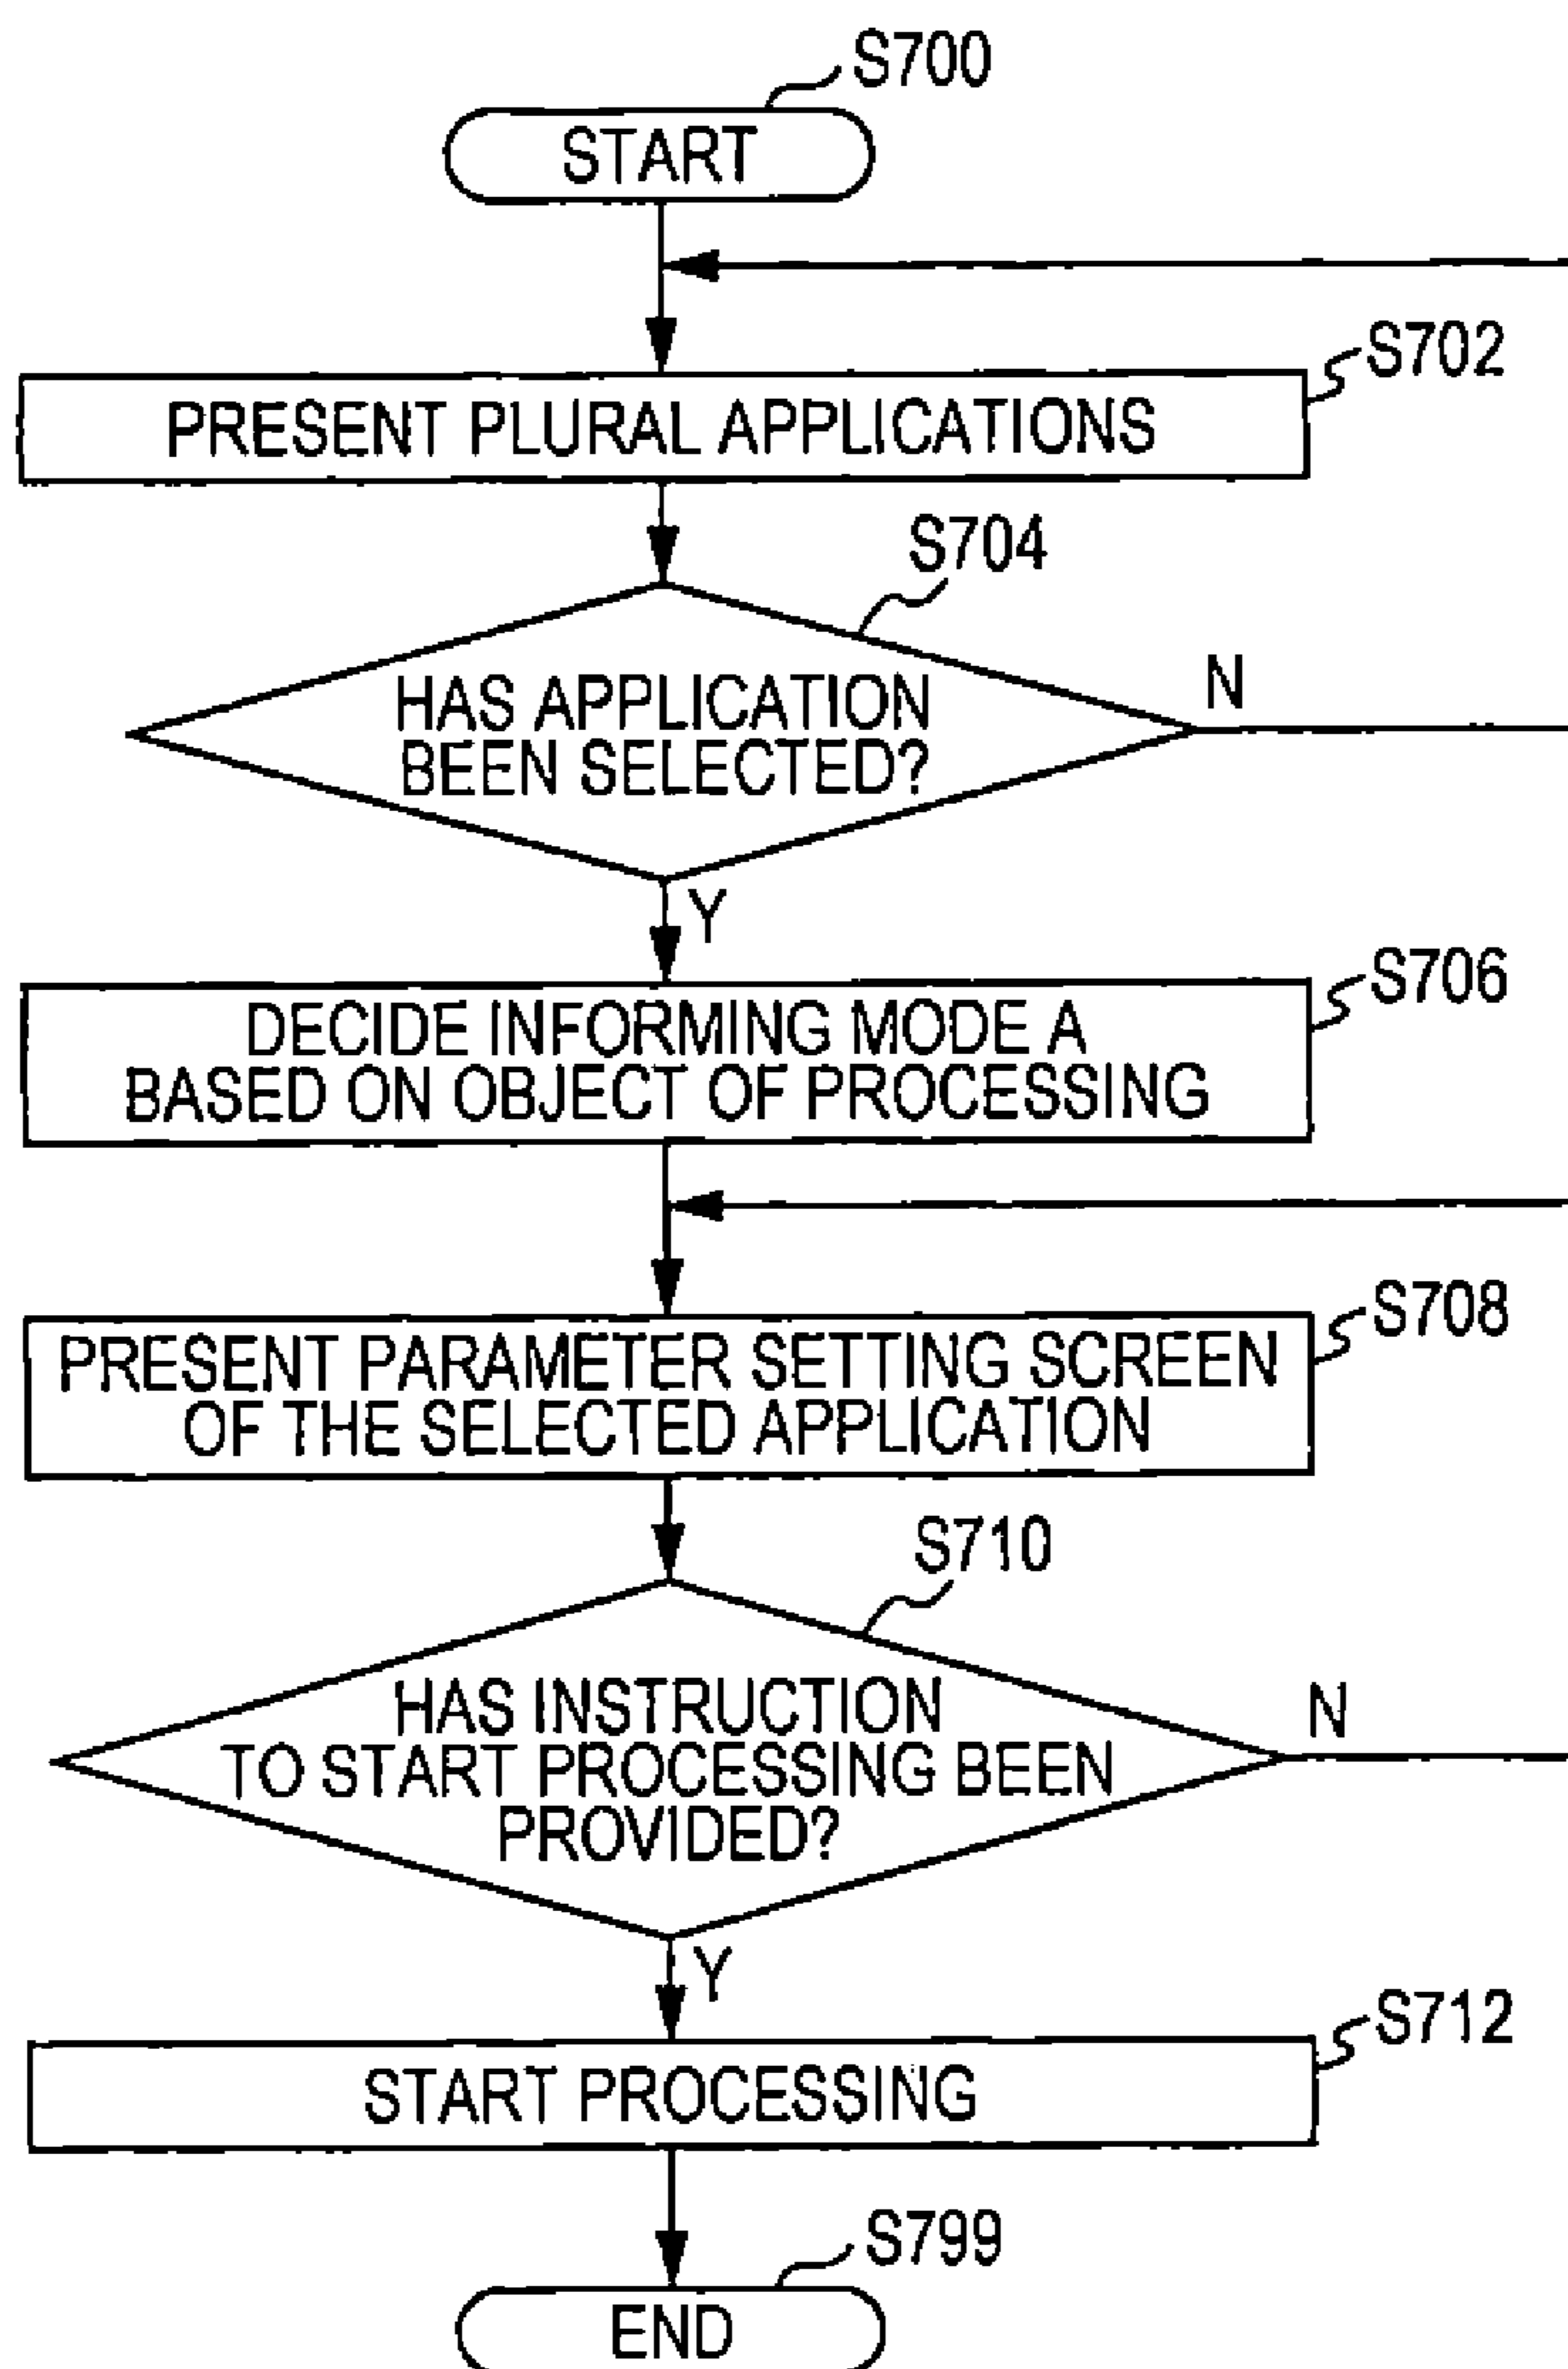 S700
START
S702
PRESENT PLURAL APPLICATIONS
S704
HAS APPLICATION
BEEN SELECTED?
N
Y
S706
DECIDE INFORMING MODE A
BASED ON OBJECT OF PROCESSING
S708
PRESENT PARAMETER SETTING SCREEN
OF THE SELECTED APPLICATION
S710
HAS INSTRUCTION
TO START PROCESSING BEEN
PROVIDED?
N
Y
S712
START PROCESSING
S799
END